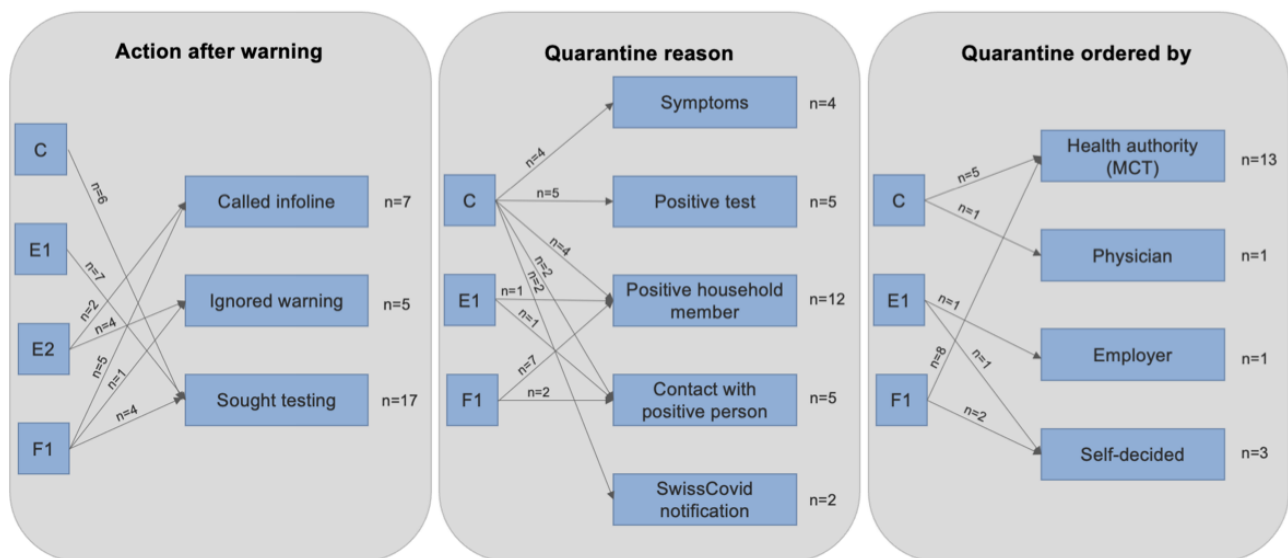 Action after warning
C
E1
E2
F1
n=6
n=7
n=2
n=4
n=5
n=1
n=4
Called infoline
n=7
Ignored warning
n=5
Sought testing
n=17
Quarantine reason
C
E1
F1
n=4
n=5
n=4
n=2
n=2
n=1
n=1
n=7
n=2
Symptoms
n=4
Positive test
n=5
Positive household
member
n=12
Contact with
positive person
n=5
SwissCovid
notification
n=2
Quarantine ordered by
C
E1
F1
n=5
n=1
n=1
n=1
n=8
n=2
Health authority
(MCT)
n=13
Physician
n=1
Employer
n=1
Self-decided
n=3